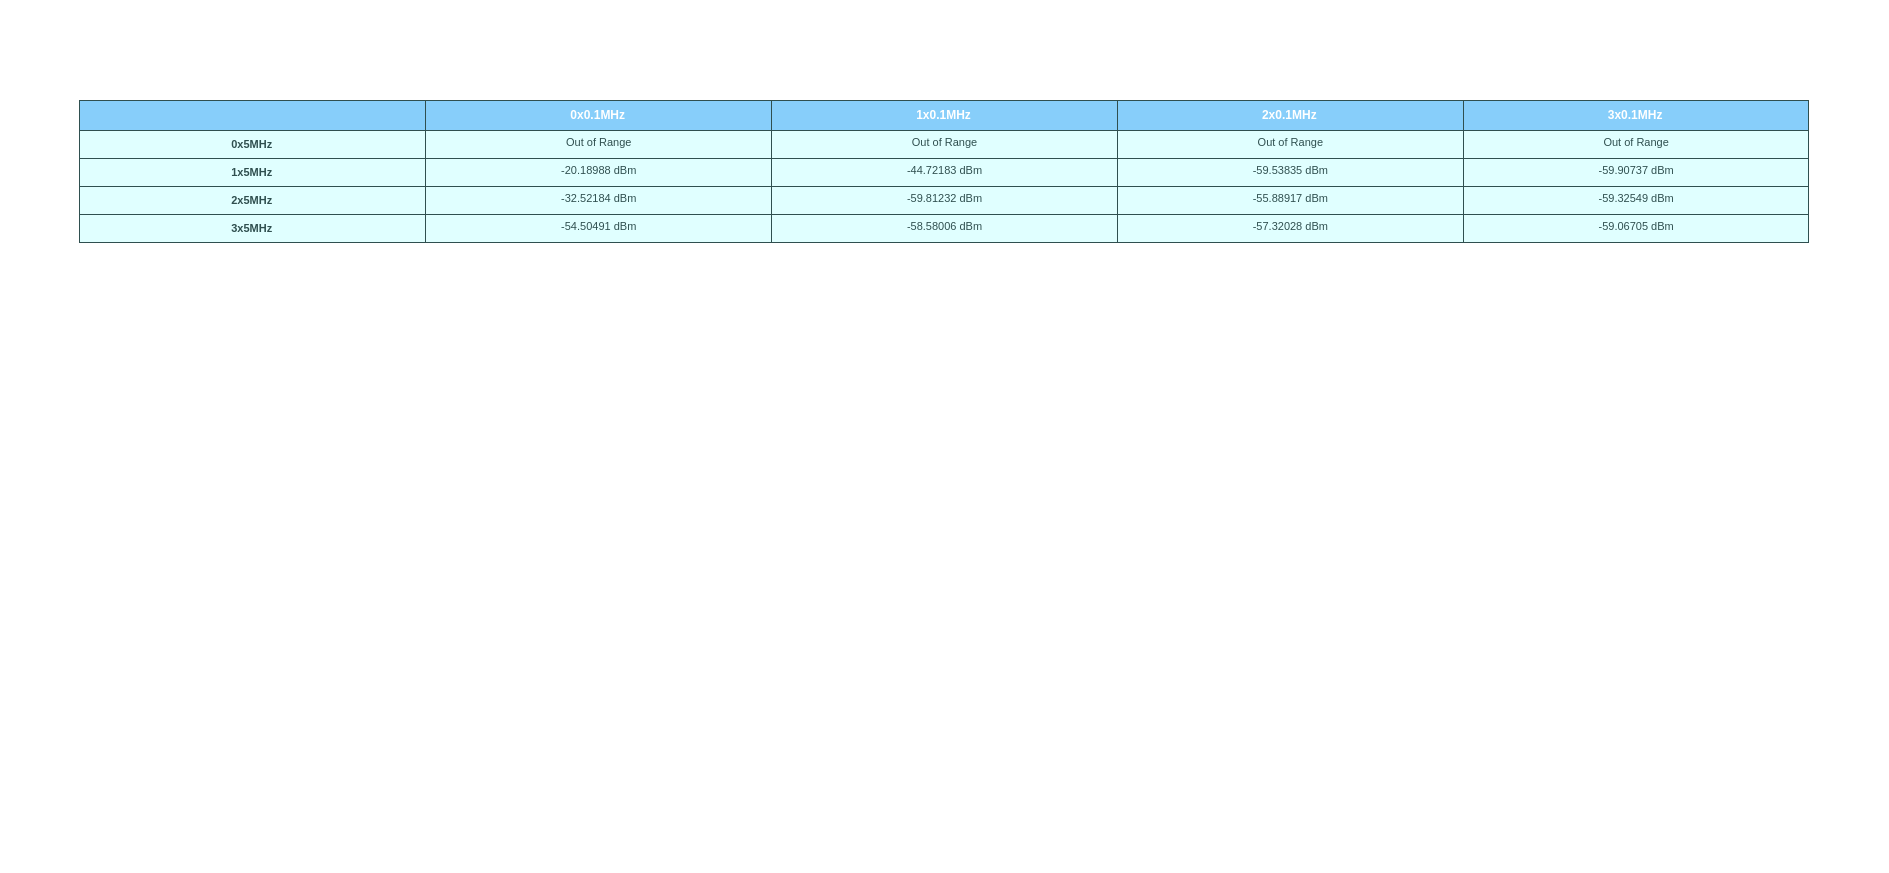 0x0.1MHz 1x0.1MHz 2x0.1MHz 3x0.1MHz
0x5MHz Out of Range Out of Range Out of Range Out of Range
1x5MHz -20.18988 dBm -44.72183 dBm -59.53835 dBm -59.90737 dBm
2x5MHz -32.52184 dBm -59.81232 dBm -55.88917 dBm -59.32549 dBm
3x5MHz -54.50491 dBm -58.58006 dBm -57.32028 dBm -59.06705 dBm